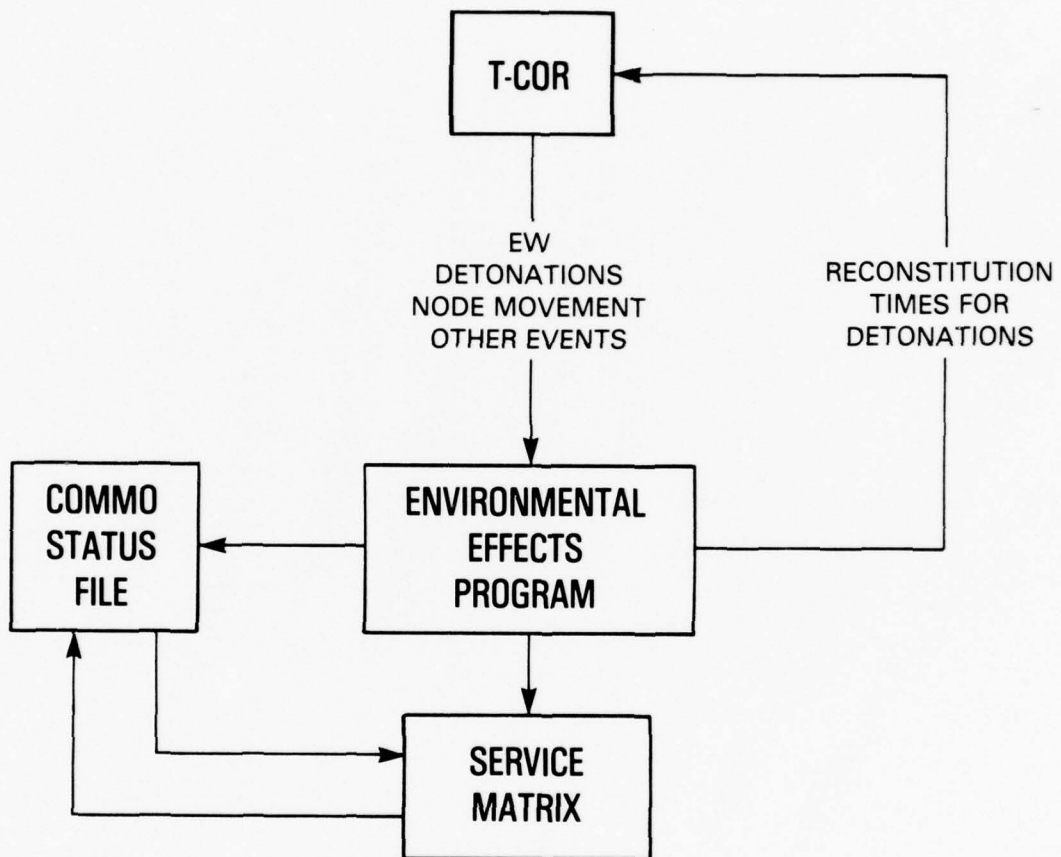 T-COR
EW
DETONATIONS
NODE MOVEMENT
OTHER EVENTS
RECONSTITUTION
TIMES FOR
DETONATIONS
COMMO
STATUS
FILE
ENVIRONMENTAL
EFFECTS
PROGRAM
SERVICE
MATRIX